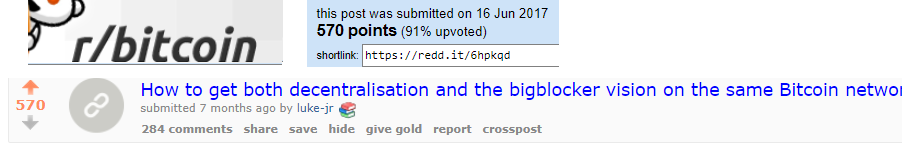 r/bitcoin
this post was submitted on 16 Jun 2017
570 points (91% upvoted)
shortlink: https://redd.it/6hpkqd
How to get both decentralisation and the bigblocker vision on the same Bitcoin networ
570
submitted 7 months ago by luke-jr
284 comments share save hide give gold report crosspost